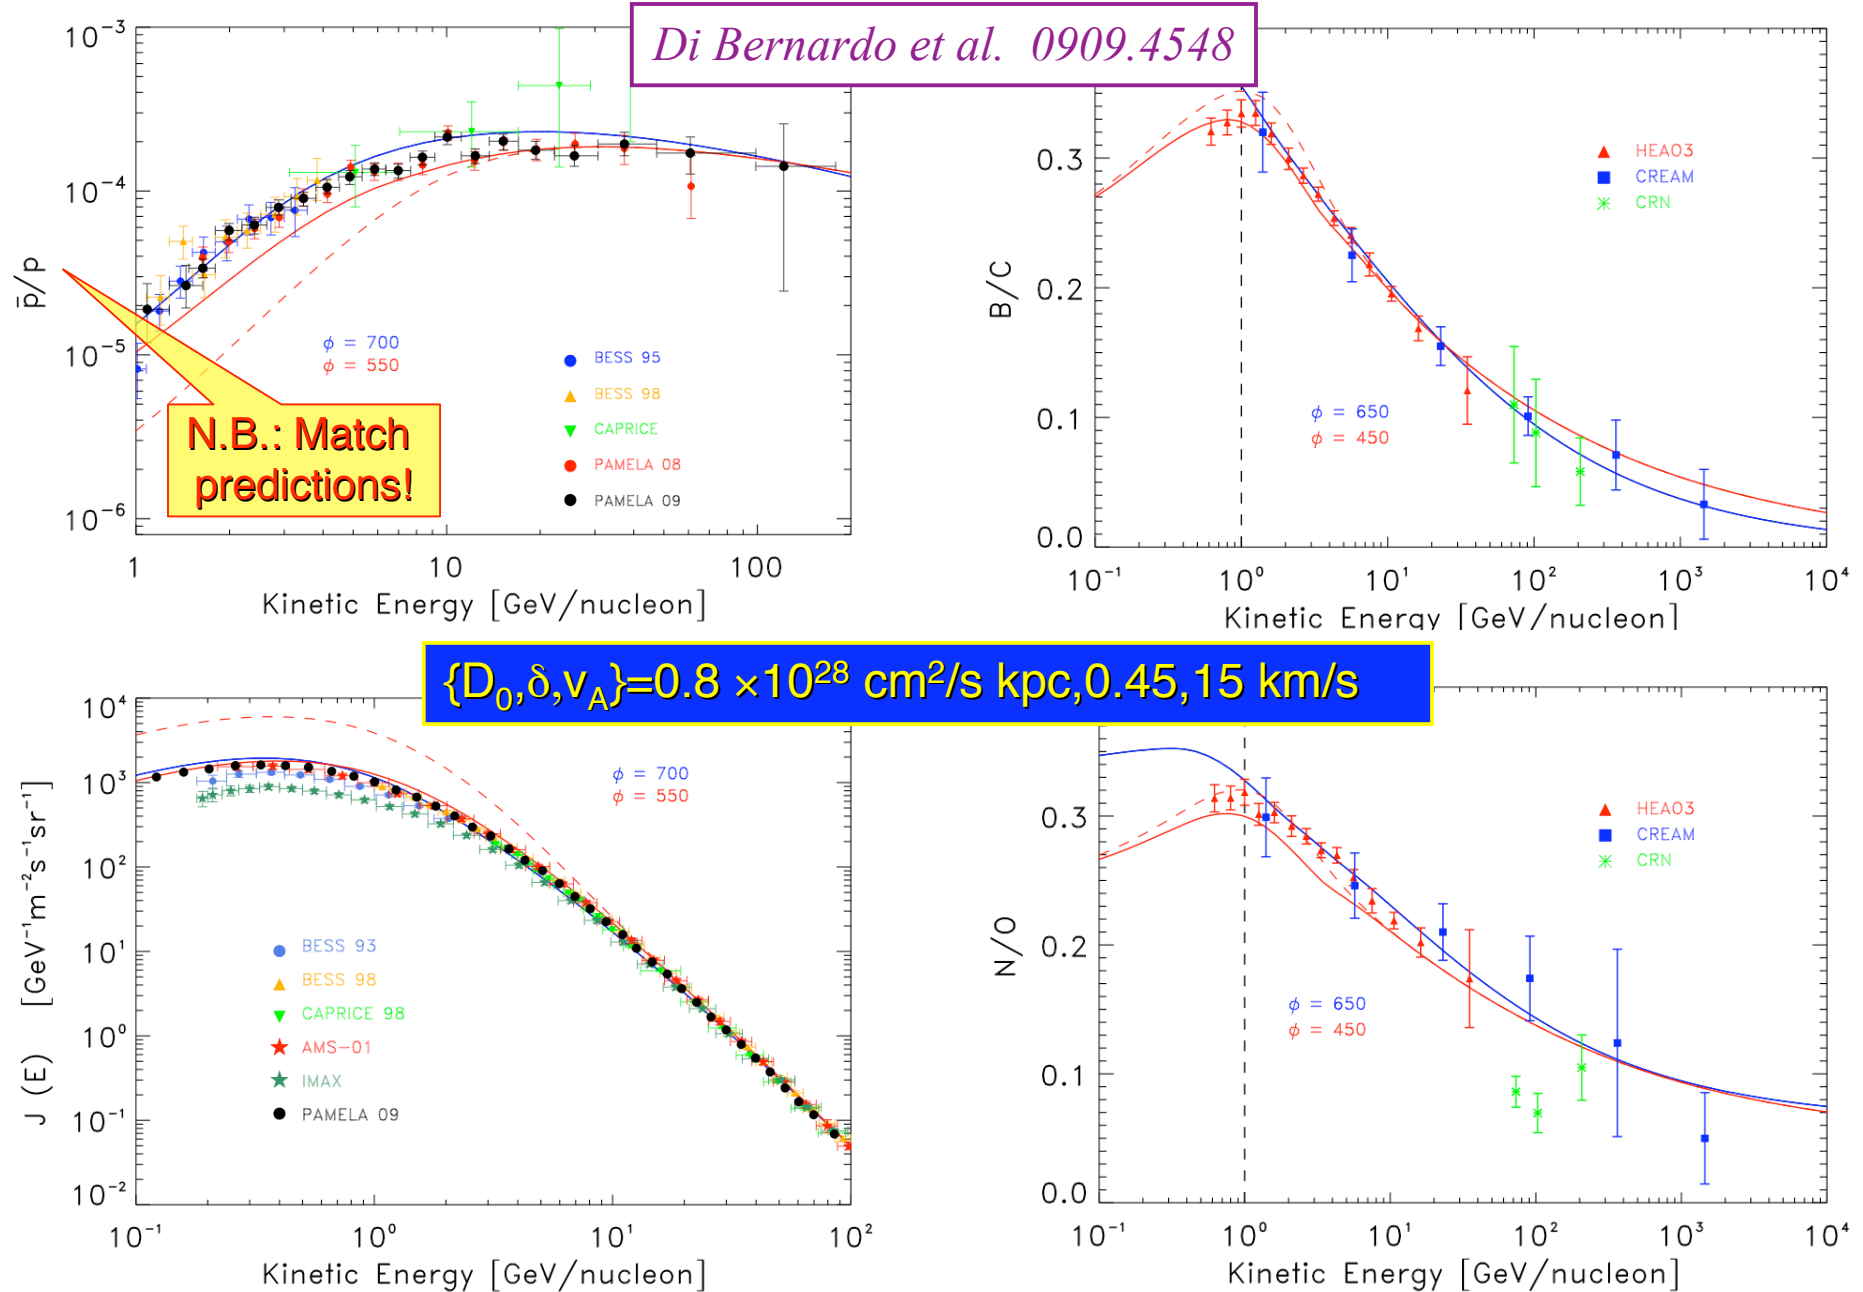 Di Bernardo et al. 0909.4548
10⁻³
10⁻⁴
10⁻⁵
10⁻⁶
p̄/p
ϕ = 700
ϕ = 550
BESS 95
BESS 98
CAPRICE
PAMELA 08
PAMELA 09
N.B.: Match
predictions!
1
10
100
Kinetic Energy [GeV/nucleon]
0.3
0.2
0.1
0.0
B/C
HEAO3
CREAM
CRN
ϕ = 650
ϕ = 450
10⁻¹
10⁰
10¹
10²
10³
10⁴
Kinetic Energy [GeV/nucleon]
{D₀,δ,v_A}=0.8 ×10²⁸ cm²/s kpc,0.45,15 km/s
10⁴
10³
10²
10¹
10⁰
10⁻¹
10⁻²
J (E) [GeV⁻¹m⁻²s⁻¹sr⁻¹]
ϕ = 700
ϕ = 550
BESS 93
BESS 98
CAPRICE 98
AMS-01
IMAX
PAMELA 09
10⁻¹
10⁰
10¹
10²
Kinetic Energy [GeV/nucleon]
0.3
0.2
0.1
0.0
N/O
HEAO3
CREAM
CRN
ϕ = 650
ϕ = 450
10⁻¹
10⁰
10¹
10²
10³
10⁴
Kinetic Energy [GeV/nucleon]